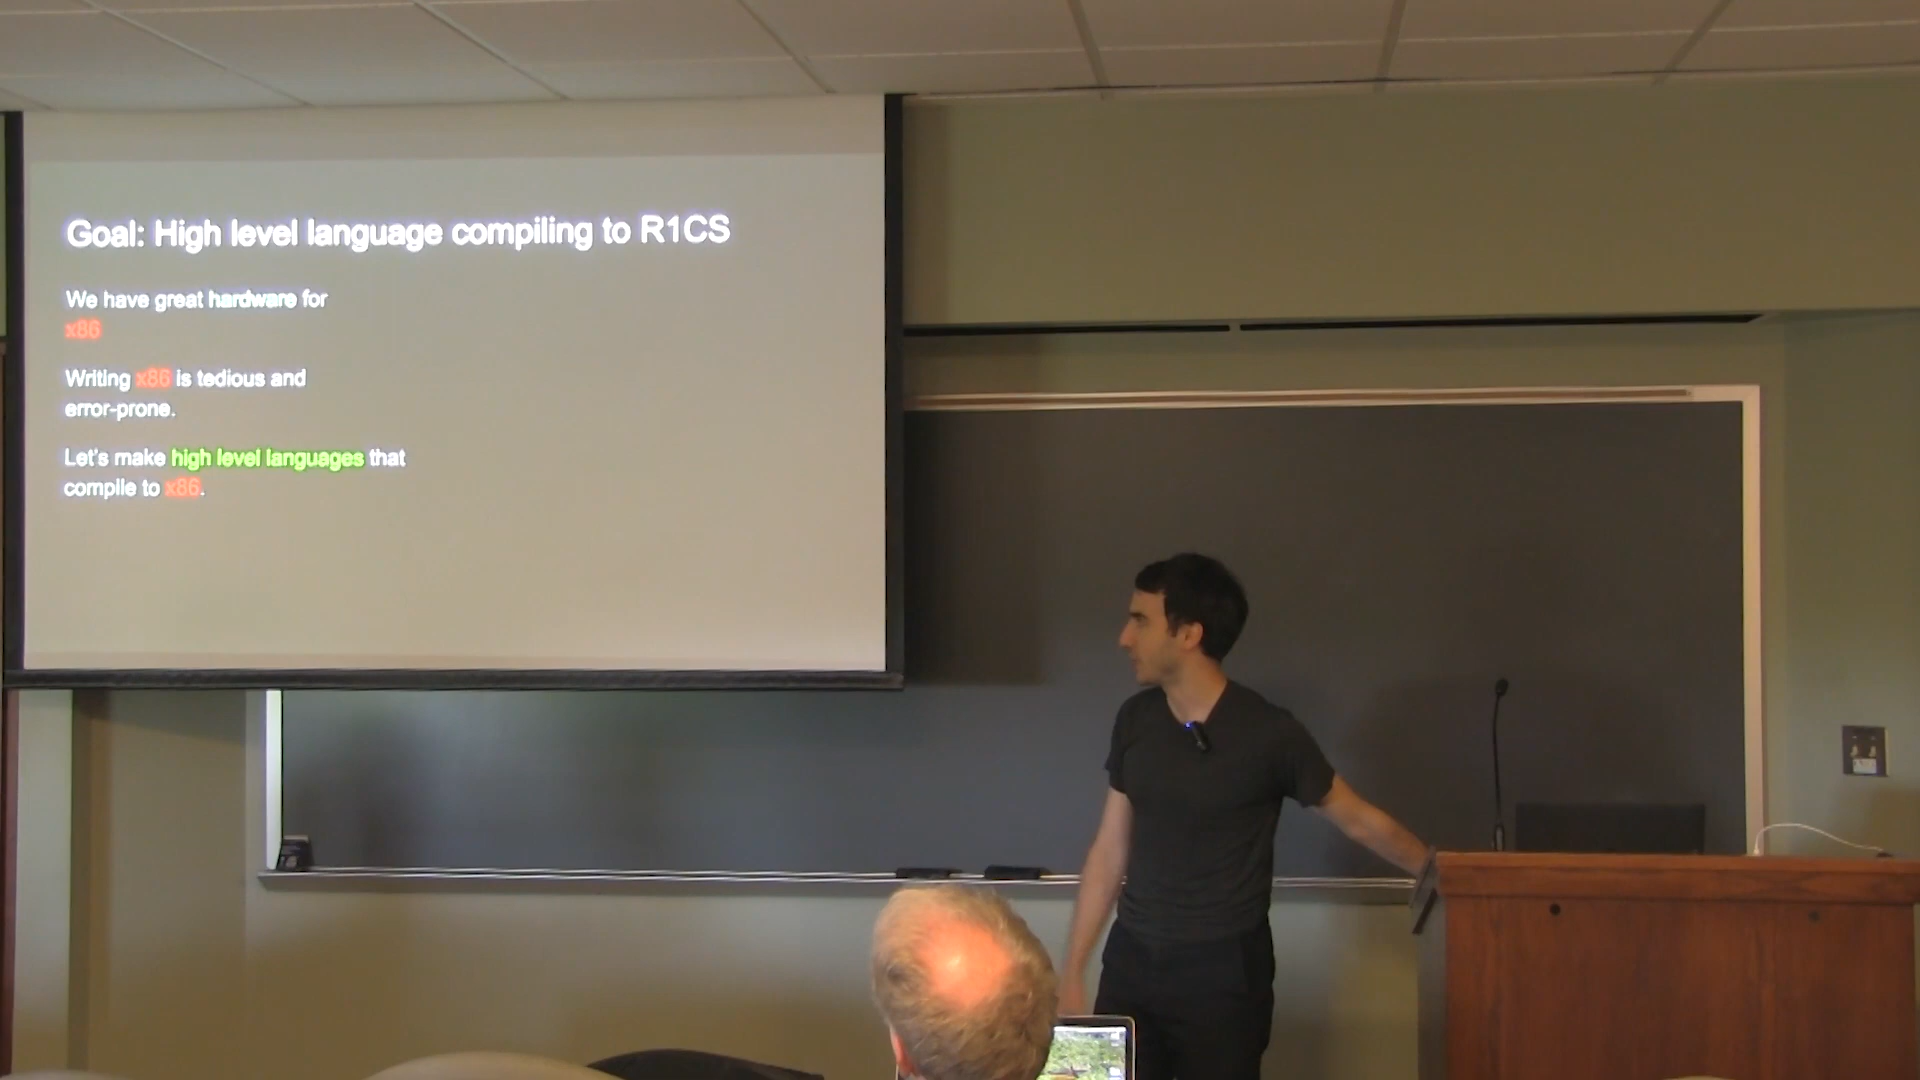 Goal: High level language compiling to R1CS
We have great hardware for
x86
Writing x86 is tedious and
error-prone.
Let's make high level languages that
compile to x86.